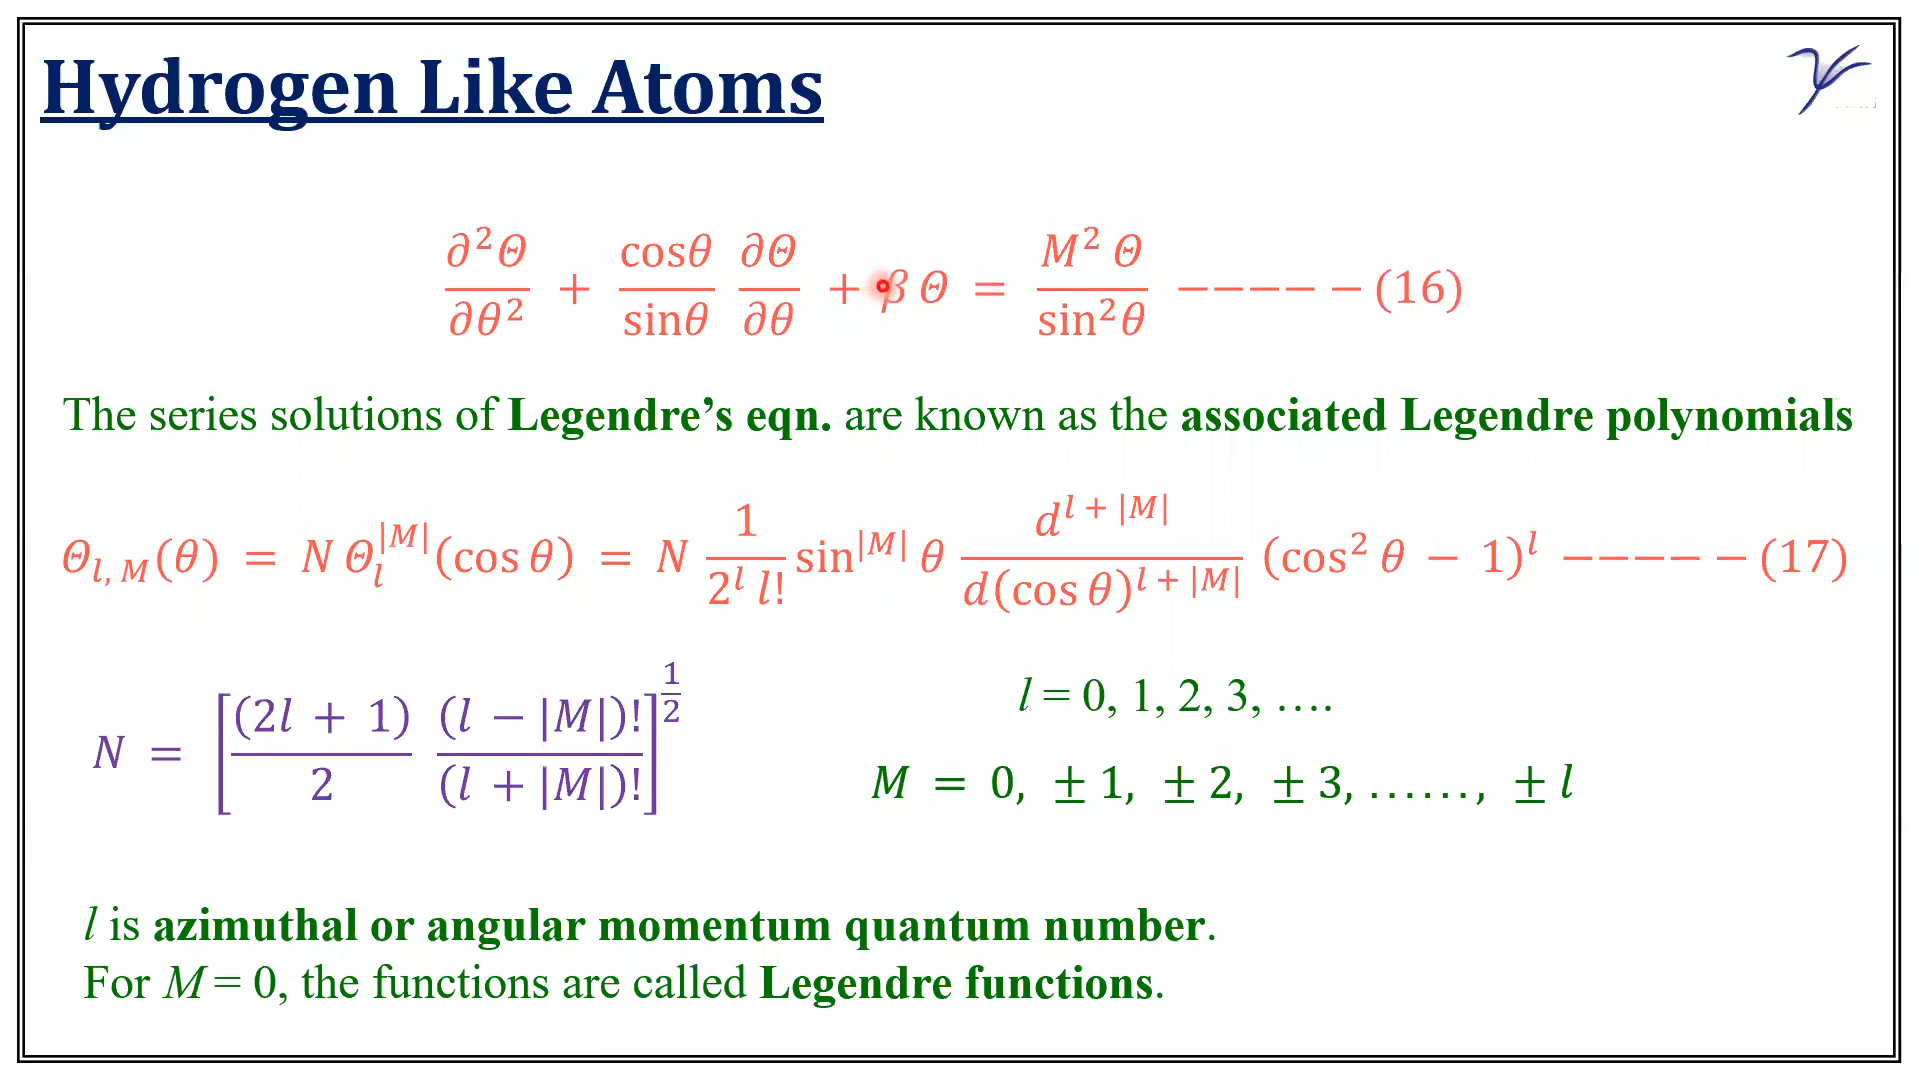 Hydrogen Like Atoms
∂²Θ/∂θ² + cosθ/sinθ ∂Θ/∂θ + β Θ = M² Θ/sin²θ −−−−−(16)
The series solutions of Legendre’s eqn. are known as the associated Legendre polynomials
Θ_{l, M}(θ) = N Θ_l^{|M|}(cos θ) = N 1/(2^l l!) sin^{|M|} θ d^{l + |M|}/d(cos θ)^{l + |M|} (cos² θ − 1)^l −−−−−(17)
N = [(2l + 1)/2 (l − |M|)!/(l + |M|)!]^{1/2}
l = 0, 1, 2, 3, ….
M = 0, ± 1, ± 2, ± 3, ……, ± l
l is azimuthal or angular momentum quantum number.
For M = 0, the functions are called Legendre functions.